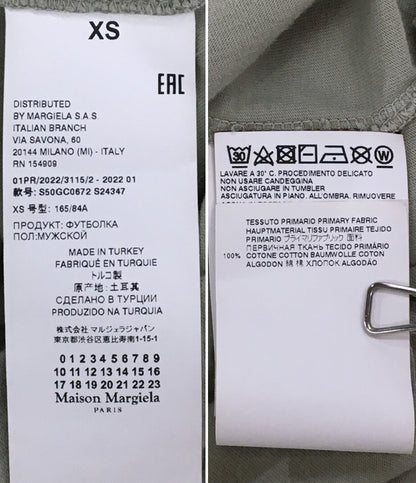 XS
EAC
DISTRIBUTED
BY MARGIELA S.A.S.
ITALIAN BRANCH
VIA SAVONA, 60
20144 MILANO (MI) - ITALY
RN 154909
01PR/2022/3115/2 - 2022 01
款号: S50GC0672 S24347
XS 号型: 165/84A
ПРОДУКТ: ФУТБОЛКА
ПОЛ:МУЖСКОЙ
MADE IN TURKEY
FABRIQUÉ EN TURQUIE
トルコ製
原产地: 土耳其
СДЕЛАНО В ТУРЦИИ
PRODUZIDO NA TURQUIA
株式会社 マルジェラジャパン
東京都渋谷区恵比寿南1-15-1
0 1 2 3 4 5 6 7 8 9
10 11 12 13 14 15 16
17 18 19 20 21 22 23
Maison Margiela
PARIS
30
W
LAVARE A 30° C. PROCEDIMENTO DELICATO
NON USARE CANDEGGINA
NON ASCIUGARE IN TUMBLER
ASCIUGATURA IN PIANO, ALL'OMBRA, RIMUOVENDO
TESSUTO PRIMARIO PRIMARY FABRIC
HAUPTMATERIAL TISSU PRIMAIRE TEJIDO
PRIMARIO プライマリファブリック 面料
ПЕРВИЧНАЯ ТКАНЬ TECIDO PRIMÁRIO
100% COTONE COTTON BAUMWOLLE COTON
ALGODON 綿 棉 ХЛОПОК ALGODÃO